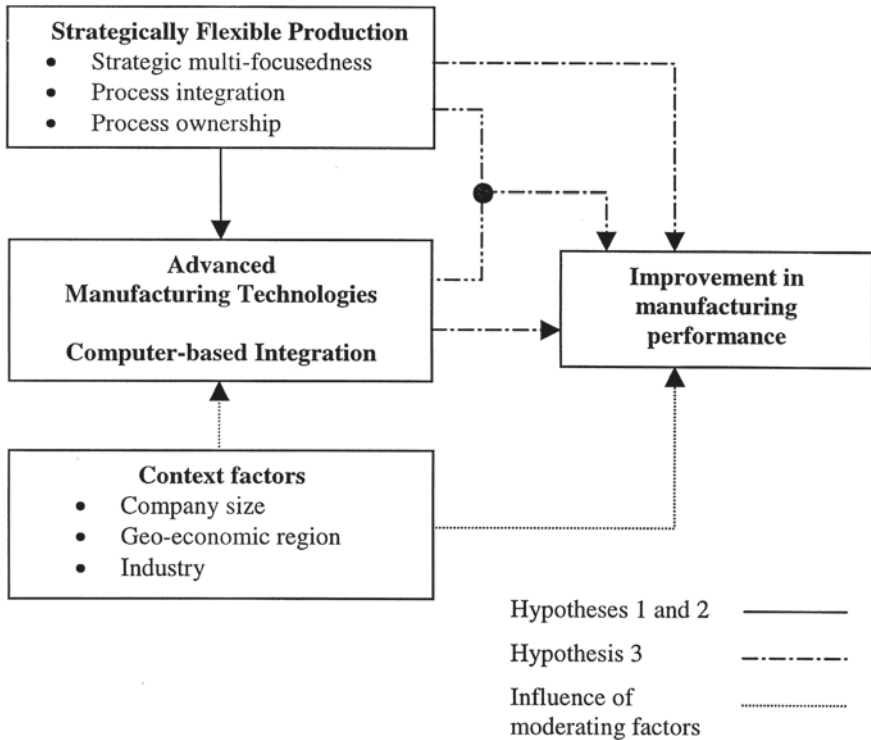 Strategically Flexible Production
• Strategic multi-focusedness
• Process integration
• Process ownership
Advanced
Manufacturing Technologies
Computer-based Integration
Improvement in
manufacturing
performance
Context factors
• Company size
• Geo-economic region
• Industry
Hypotheses 1 and 2
Hypothesis 3
Influence of
moderating factors